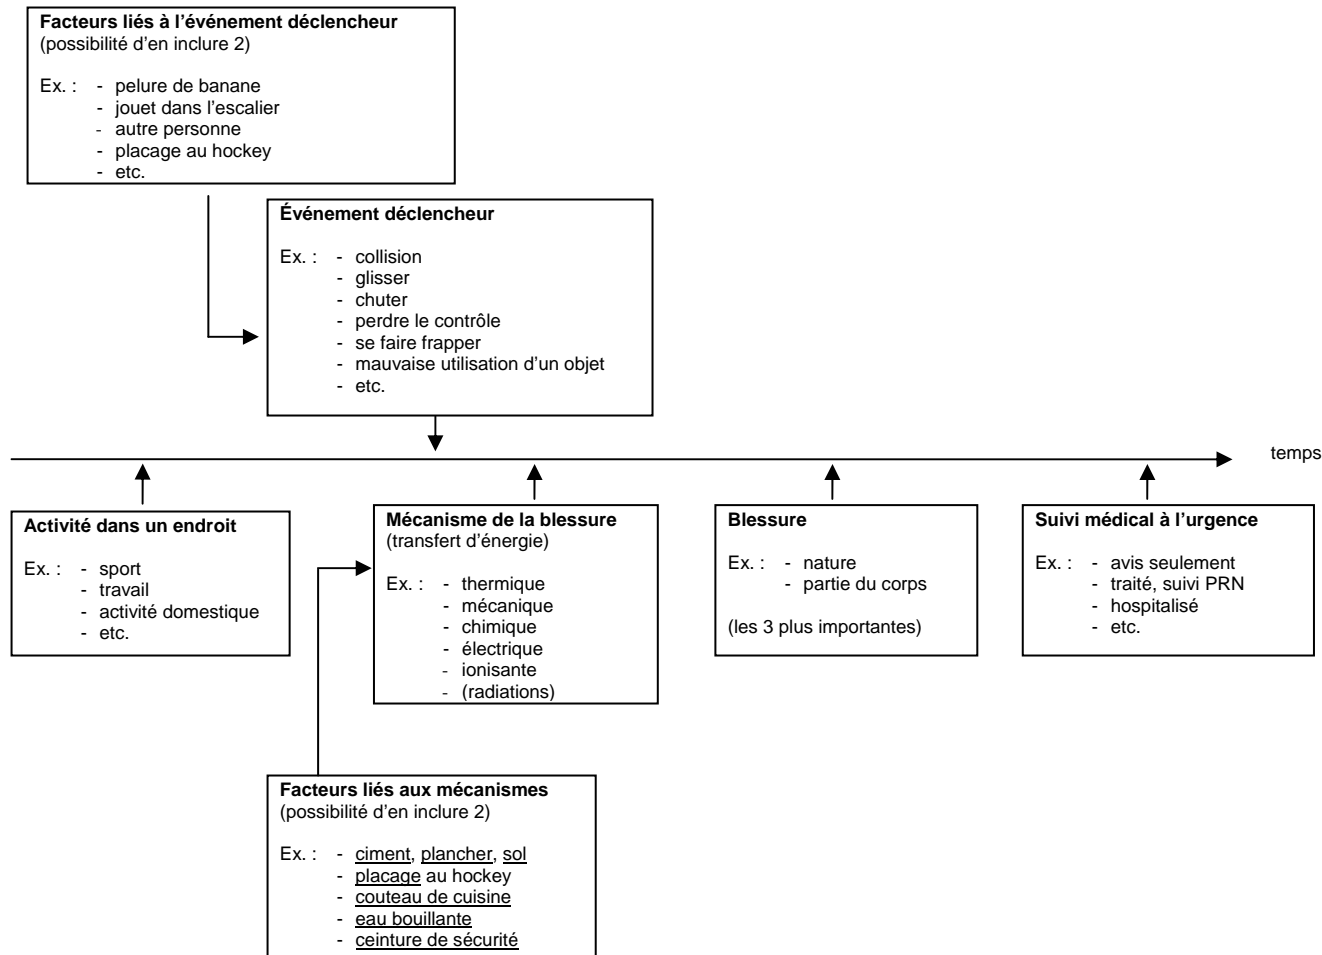 Facteurs liés à l’événement déclencheur
(possibilité d’en inclure 2)
Ex. : - pelure de banane
- jouet dans l’escalier
- autre personne
- placage au hockey
- etc.
Événement déclencheur
Ex. : - collision
- glisser
- chuter
- perdre le contrôle
- se faire frapper
- mauvaise utilisation d’un objet
- etc.
temps
Activité dans un endroit
Ex. : - sport
- travail
- activité domestique
- etc.
Mécanisme de la blessure
(transfert d’énergie)
Ex. : - thermique
- mécanique
- chimique
- électrique
- ionisante
- (radiations)
Blessure
Ex. : - nature
- partie du corps
(les 3 plus importantes)
Suivi médical à l’urgence
Ex. : - avis seulement
- traité, suivi PRN
- hospitalisé
- etc.
Facteurs liés aux mécanismes
(possibilité d’en inclure 2)
Ex. : - ciment, plancher, sol
- placage au hockey
- couteau de cuisine
- eau bouillante
- ceinture de sécurité